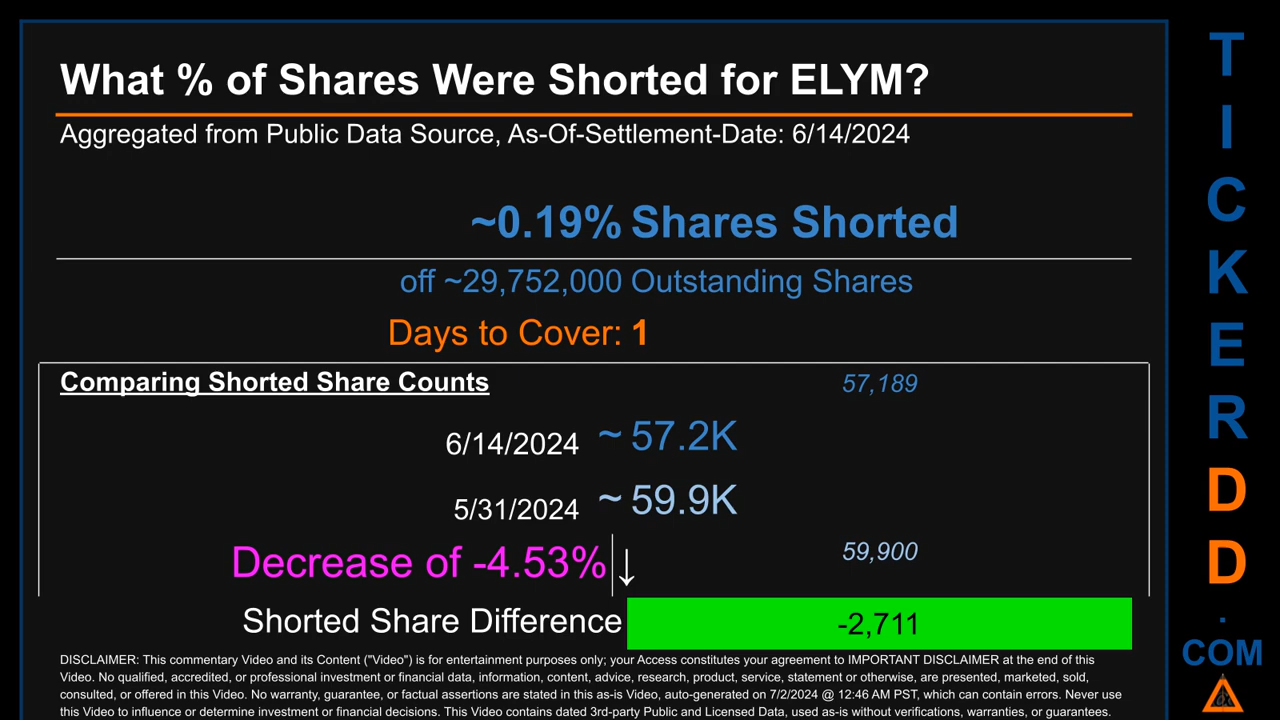 What % of Shares Were Shorted for ELYM?
Aggregated from Public Data Source, As-Of-Settlement-Date: 6/14/2024
~0.19% Shares Shorted
off ~29,752,000 Outstanding Shares
Days to Cover: 1
Comparing Shorted Share Counts
57,189
6/14/2024 ~ 57.2K
5/31/2024 ~ 59.9K
Decrease of -4.53% ↓
59,900
Shorted Share Difference -2,711
DISCLAIMER: This commentary Video and its Content ("Video") is for entertainment purposes only; your Access constitutes your agreement to IMPORTANT DISCLAIMER at the end of this
Video. No qualified, accredited, or professional investment or financial data, information, content, advice, research, product, service, statement or otherwise, are presented, marketed, sold,
consulted, or offered in this Video. No warranty, guarantee, or factual assertions are stated in this as-is Video, auto-generated on 7/2/2024 @ 12:46 AM PST, which can contain errors. Never use
this Video to influence or determine investment or financial decisions. This Video contains dated 3rd-party Public and Licensed Data, used as-is without verifications, warranties, or guarantees.
T
I
C
K
E
R
D
D
.
COM